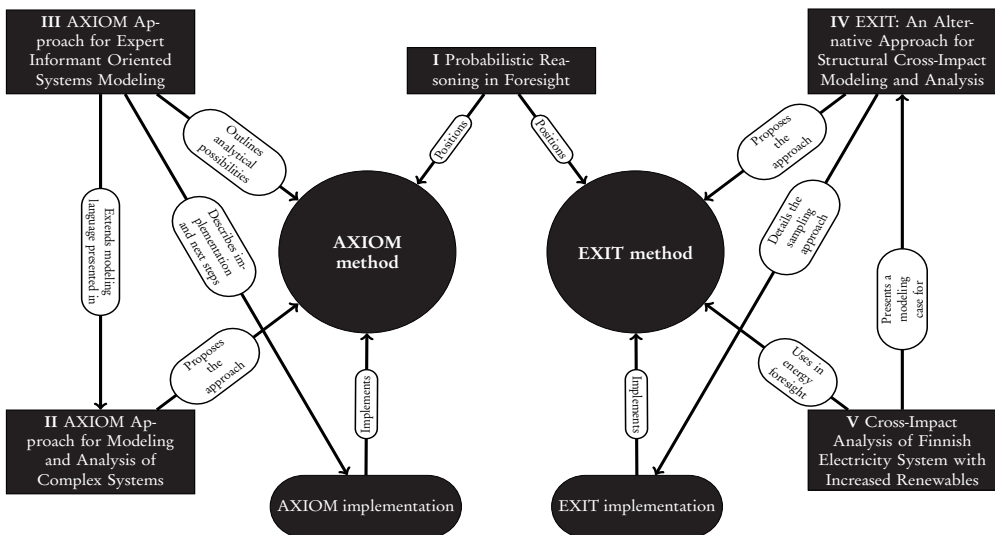 III AXIOM Ap-
proach for Expert
Informant Oriented
Systems Modeling
I Probabilistic Rea-
soning in Foresight
IV EXIT: An Alter-
native Approach for
Structural Cross-Impact
Modeling and Analysis
Outlines
analytical
possibilities
Positions
Positions
Proposes
the
approach
Extends modeling
language presented in
Describes im-
plementation
and next steps
AXIOM
method
EXIT method
Details the
sampling
approach
Presents a
modeling
case for
Proposes
the
approach
Implements
Implements
Uses in
energy
foresight
II AXIOM Ap-
proach for Modeling
and Analysis of
Complex Systems
V Cross-Impact
Analysis of Finnish
Electricity System with
Increased Renewables
AXIOM implementation
EXIT implementation